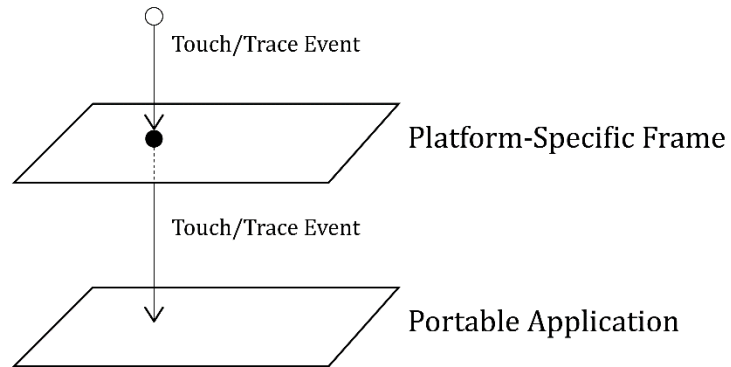 Touch/Trace Event
Platform-Specific Frame
Touch/Trace Event
Portable Application